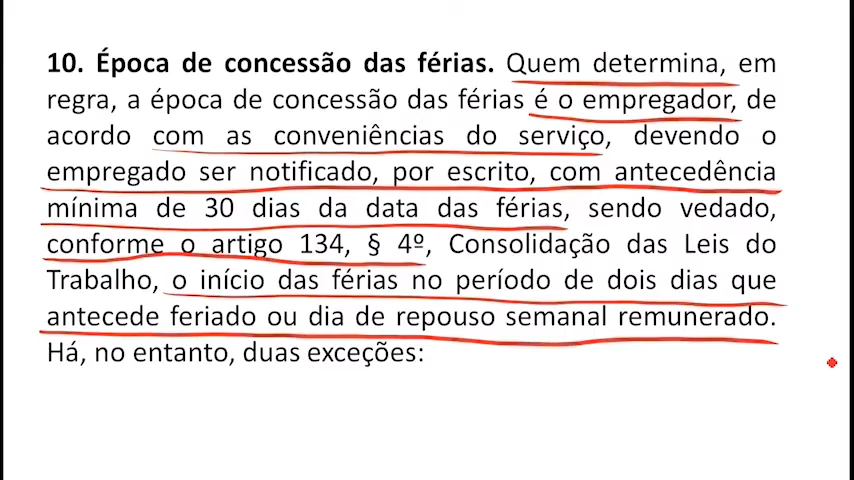 10. Época de concessão das férias. Quem determina, em
regra, a época de concessão das férias é o empregador, de
acordo com as conveniências do serviço, devendo o
empregado ser notificado, por escrito, com antecedência
mínima de 30 dias da data das férias, sendo vedado,
conforme o artigo 134, § 4º, Consolidação das Leis do
Trabalho, o início das férias no período de dois dias que
antecede feriado ou dia de repouso semanal remunerado.
Há, no entanto, duas exceções: